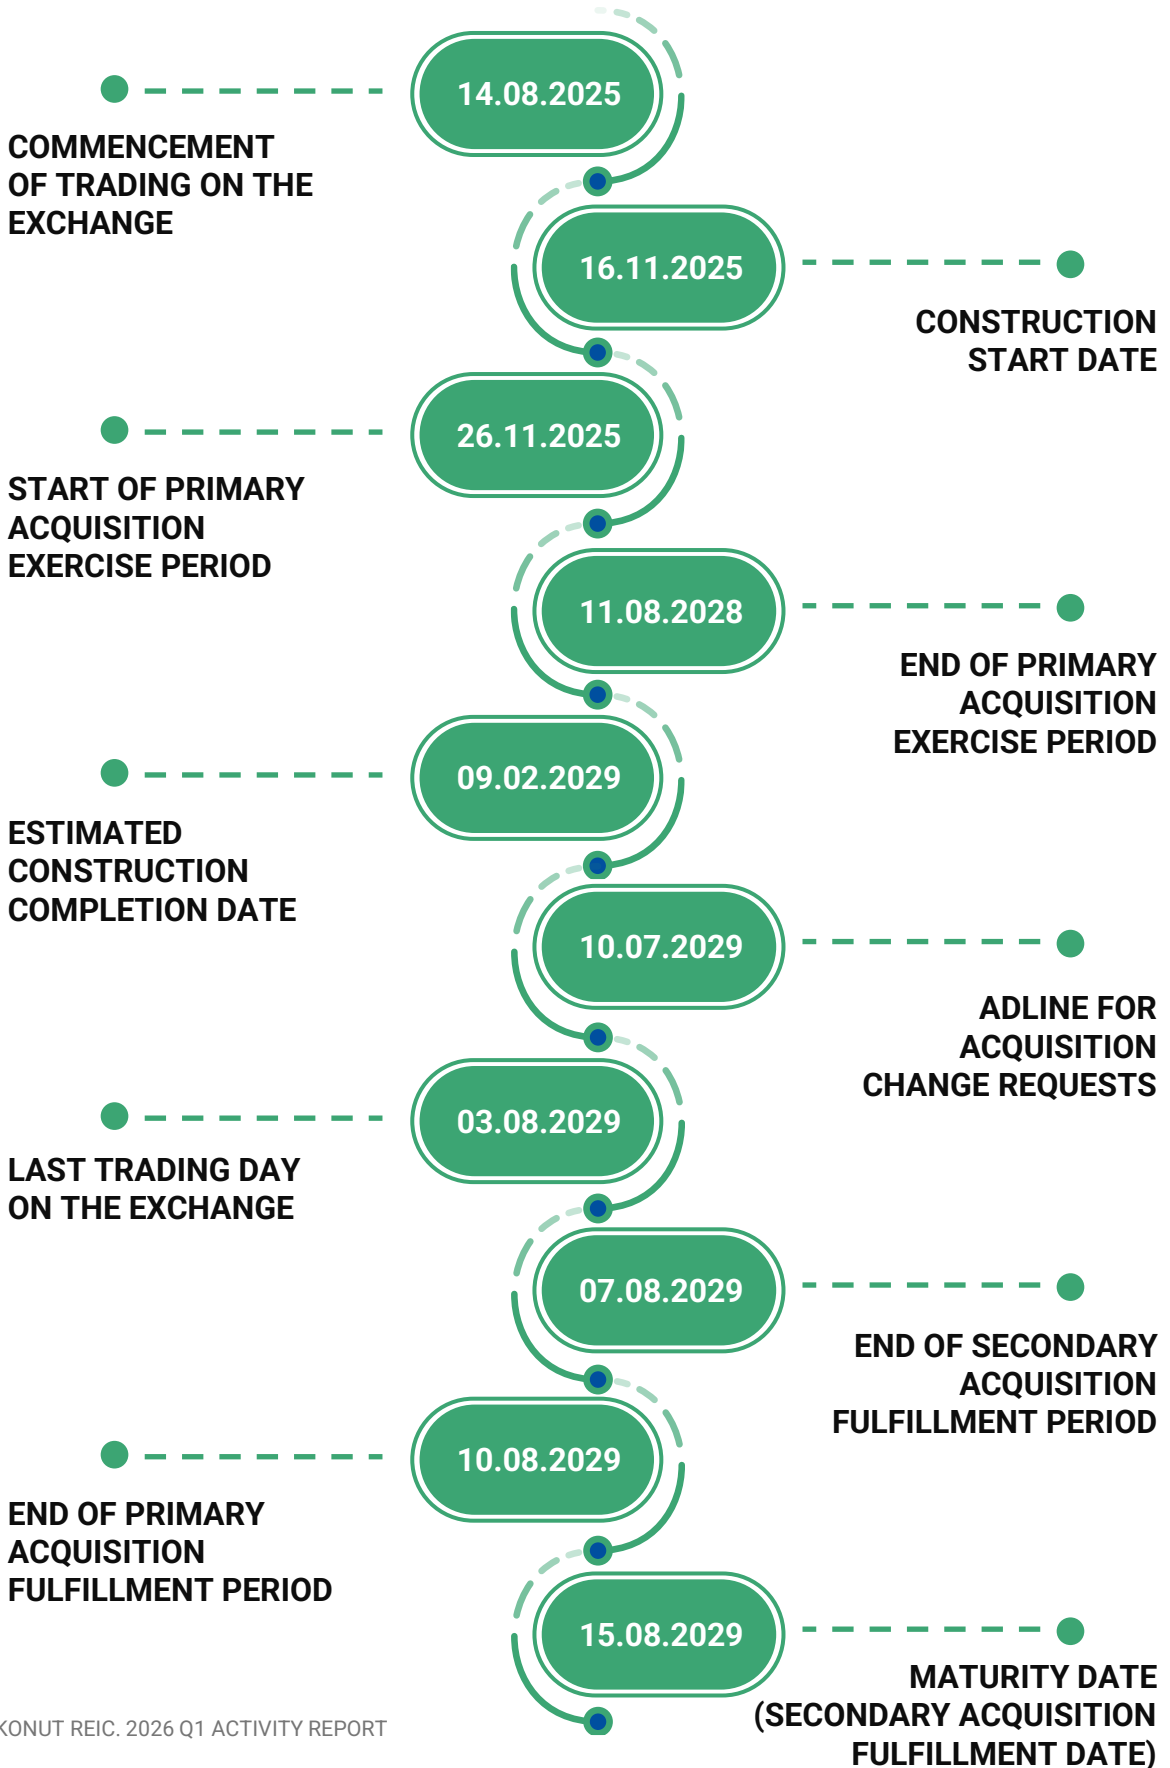 14.08.2025
COMMENCEMENT
OF TRADING ON THE
EXCHANGE
16.11.2025
CONSTRUCTION
START DATE
26.11.2025
START OF PRIMARY
ACQUISITION
EXERCISE PERIOD
11.08.2028
END OF PRIMARY
ACQUISITION
EXERCISE PERIOD
09.02.2029
ESTIMATED
CONSTRUCTION
COMPLETION DATE
10.07.2029
ADLINE FOR
ACQUISITION
CHANGE REQUESTS
03.08.2029
LAST TRADING DAY
ON THE EXCHANGE
07.08.2029
END OF SECONDARY
ACQUISITION
FULFILLMENT PERIOD
10.08.2029
END OF PRIMARY
ACQUISITION
FULFILLMENT PERIOD
15.08.2029
MATURITY DATE
(SECONDARY ACQUISITION
FULFILLMENT DATE)
KONUT REIC. 2026 Q1 ACTIVITY REPORT